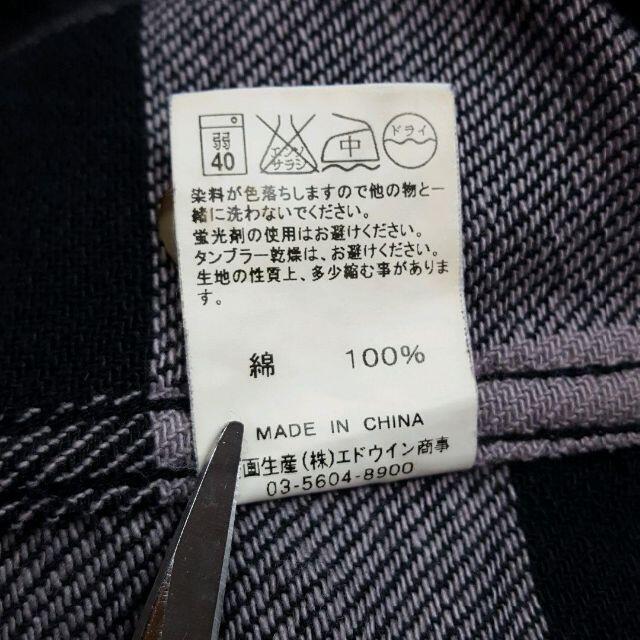 弱 エンソサラシ 中 ドライ
40
染料が色落ちしますので他の物と一
緒に洗わないでください。
蛍光剤の使用はお避けください。
タンブラー乾燥は、お避けください。
生地の性質上、多少縮む事がありま
す。
綿 100%
MADE IN CHINA
画生産(株)エドウイン商事
03-5604-8900